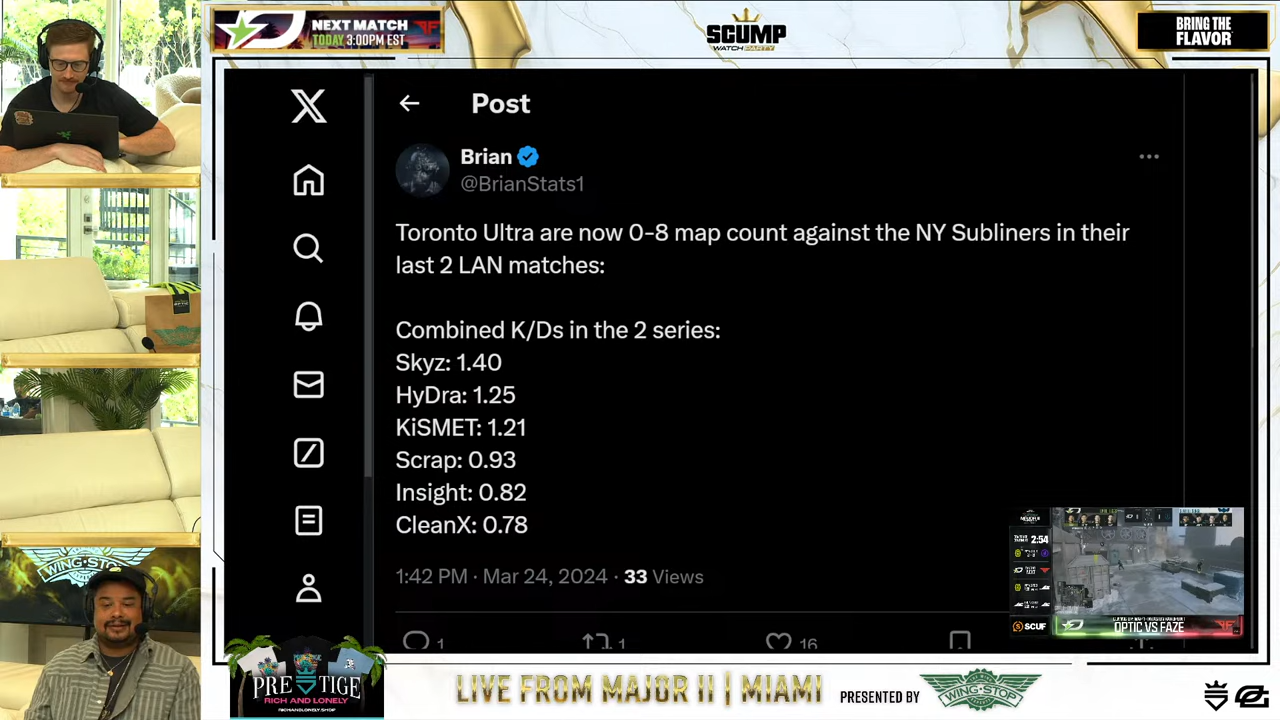 NEXT MATCH
TODAY 3:00PM EST
SCUMP
WATCH PARTY
BRING THE
FLAVOR
X
Post
Brian
@BrianStats1
Toronto Ultra are now 0-8 map count against the NY Subliners in their
last 2 LAN matches:
Combined K/Ds in the 2 series:
Skyz: 1.40
HyDra: 1.25
KiSMET: 1.21
Scrap: 0.93
Insight: 0.82
CleanX: 0.78
1:42 PM · Mar 24, 2024 · 33 Views
1
1
16
2:54
SCUF
OPTIC VS FAZE
WING·STOP
PRESTIGE
RICH AND LONELY
RICHANDLONELY.SHOP
LIVE FROM MAJOR II | MIAMI
PRESENTED BY
WING·STOP